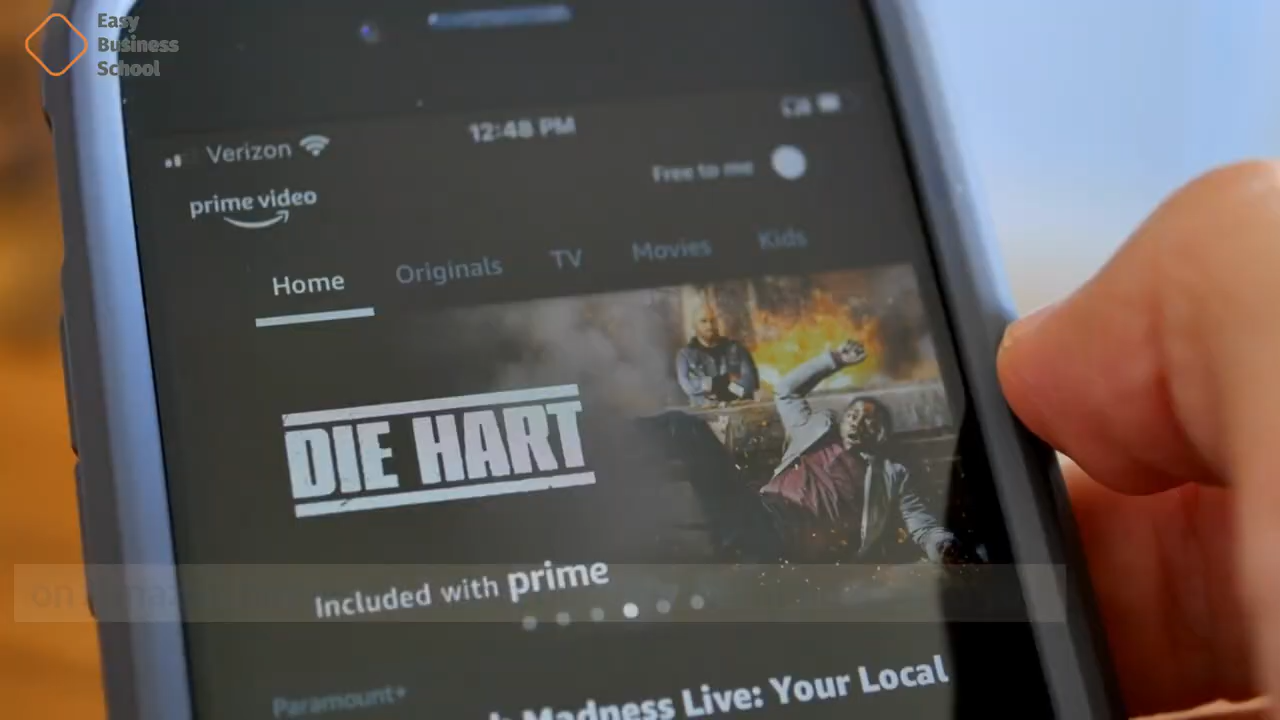 Easy
Business
School
Verizon
12:48 PM
prime video
Free to me
Home
Originals
TV
Movies
Kids
DIE HART
Included with prime
on
Paramount+
Madness Live: Your Local